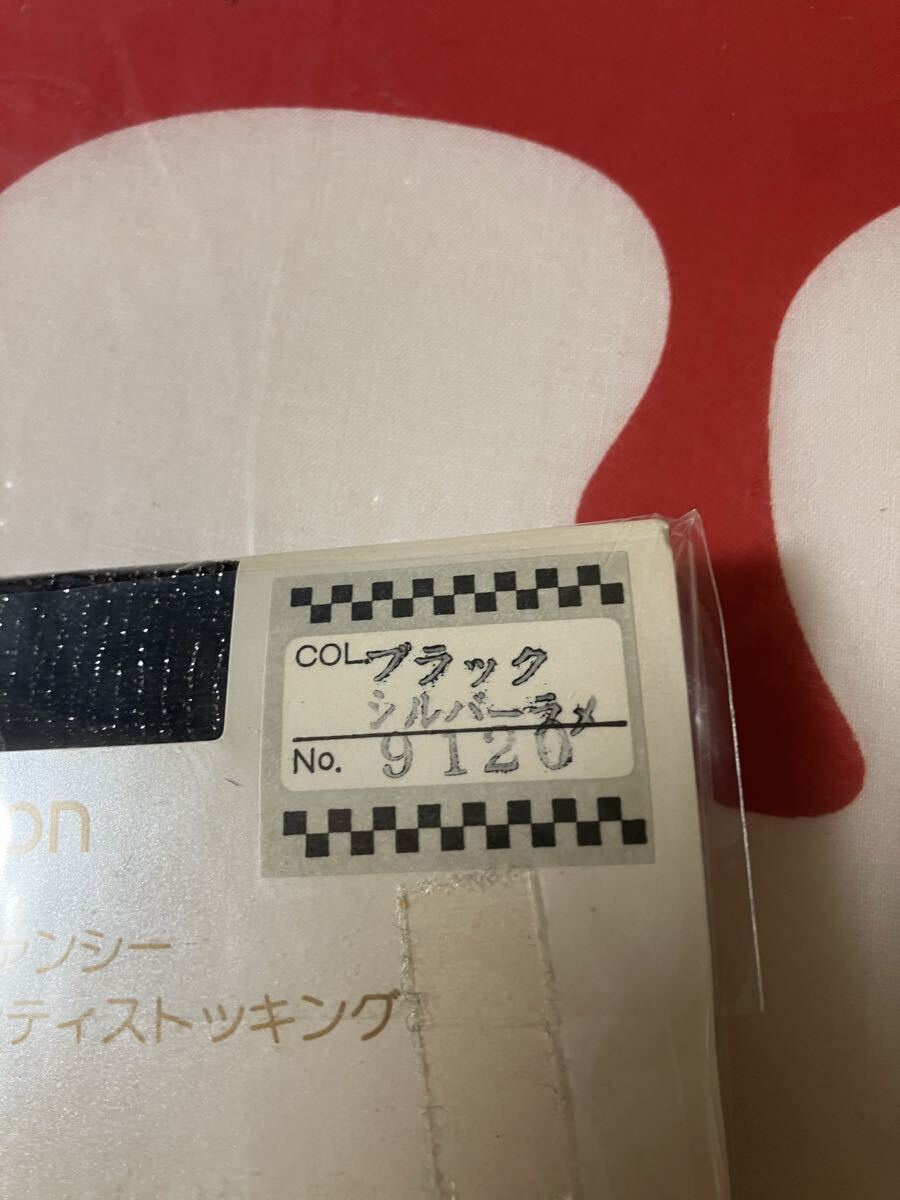 COL.ブラック
シルバーラメ
No. 9120
on
ァンシー
ティストッキング